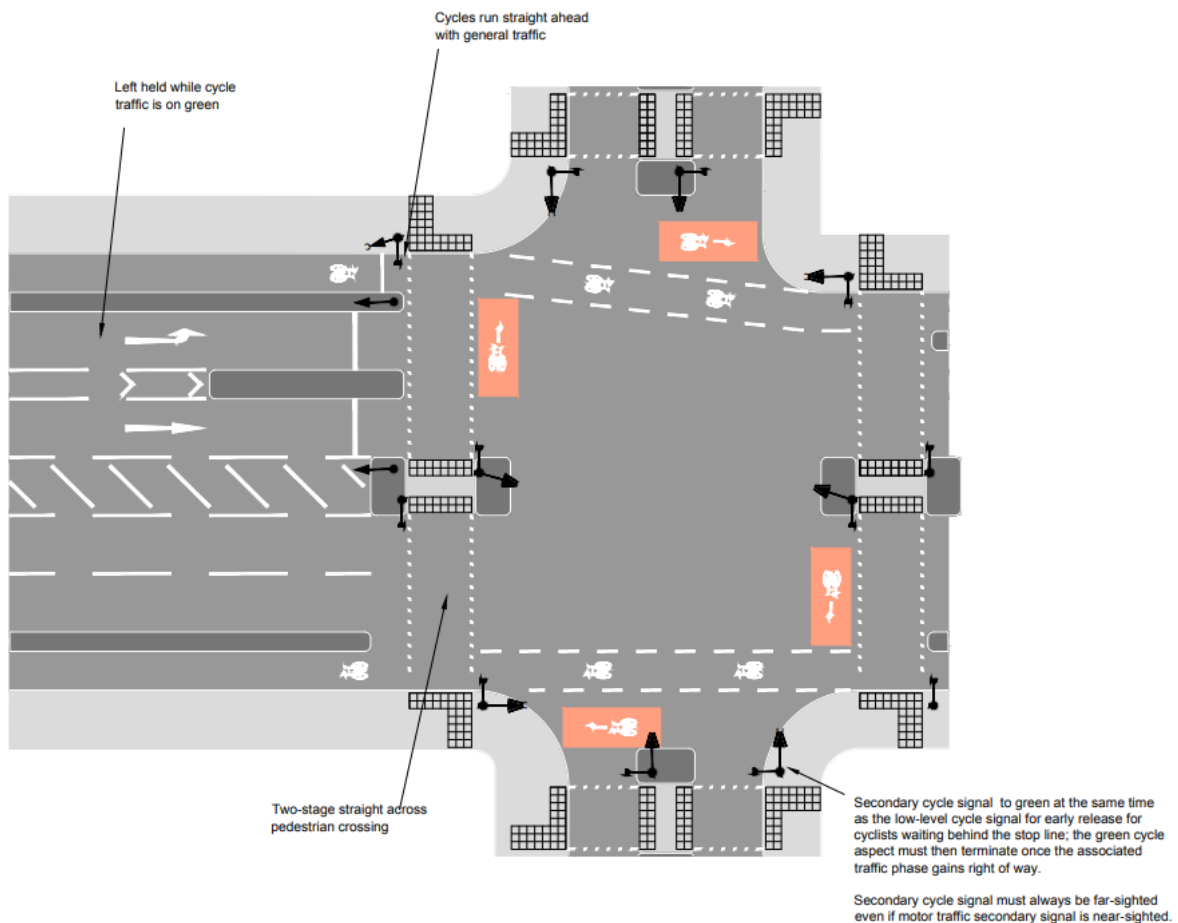 Cycles run straight ahead
with general traffic
Left held while cycle
traffic is on green
Two-stage straight across
pedestrian crossing
Secondary cycle signal to green at the same time
as the low-level cycle signal for early release for
cyclists waiting behind the stop line; the green cycle
aspect must then terminate once the associated
traffic phase gains right of way.
Secondary cycle signal must always be far-sighted
even if motor traffic secondary signal is near-sighted.